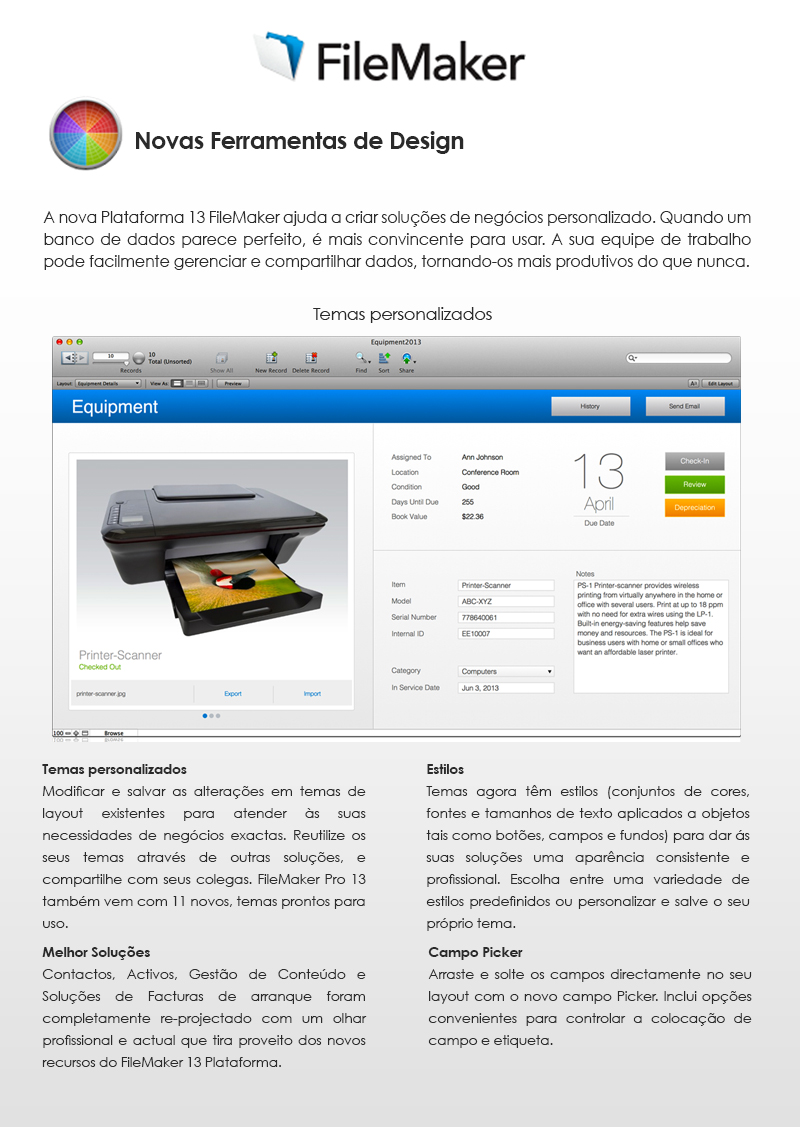 FileMaker
Novas Ferramentas de Design
A nova Plataforma 13 FileMaker ajuda a criar soluções de negócios personalizado. Quando um
banco de dados parece perfeito, é mais convincente para usar. A sua equipe de trabalho
pode facilmente gerenciar e compartilhar dados, tornando-os mais produtivos do que nunca.
Temas personalizados
Equipment2013
10
10
Total (Unsorted)
Records
Show All
New Record
Delete Record
Find
Sort
Share
Layout: Equipment Details
View As:
Preview
Aa
Edit Layout
Equipment
History
Send Email
Assigned To Ann Johnson
Location Conference Room
Condition Good
Days Until Due 255
Book Value $22.36
13
April
Due Date
Check-In
Review
Depreciation
Printer-Scanner
Checked Out
printer-scanner.jpg
Export
Import
Item Printer-Scanner
Model ABC-XYZ
Serial Number 778640061
Internal ID EE10007
Category Computers
In Service Date Jun 3, 2013
Notes
PS-1 Printer-scanner provides wireless
printing from virtually anywhere in the home or
office with several users. Print at up to 18 ppm
with no need for extra wires using the LP-1.
Built-in energy-saving features help save
money and resources. The PS-1 is ideal for
business users with home or small offices who
want an affordable laser printer.
100
Browse
Temas personalizados
Modificar e salvar as alterações em temas de
layout existentes para atender às suas
necessidades de negócios exactas. Reutilize os
seus temas através de outras soluções, e
compartilhe com seus colegas. FileMaker Pro 13
também vem com 11 novos, temas prontos para
uso.
Melhor Soluções
Contactos, Activos, Gestão de Conteúdo e
Soluções de Facturas de arranque foram
completamente re-projectado com um olhar
profissional e actual que tira proveito dos novos
recursos do FileMaker 13 Plataforma.
Estilos
Temas agora têm estilos (conjuntos de cores,
fontes e tamanhos de texto aplicados a objetos
tais como botões, campos e fundos) para dar ás
suas soluções uma aparência consistente e
profissional. Escolha entre uma variedade de
estilos predefinidos ou personalizar e salve o seu
próprio tema.
Campo Picker
Arraste e solte os campos directamente no seu
layout com o novo campo Picker. Inclui opções
convenientes para controlar a colocação de
campo e etiqueta.